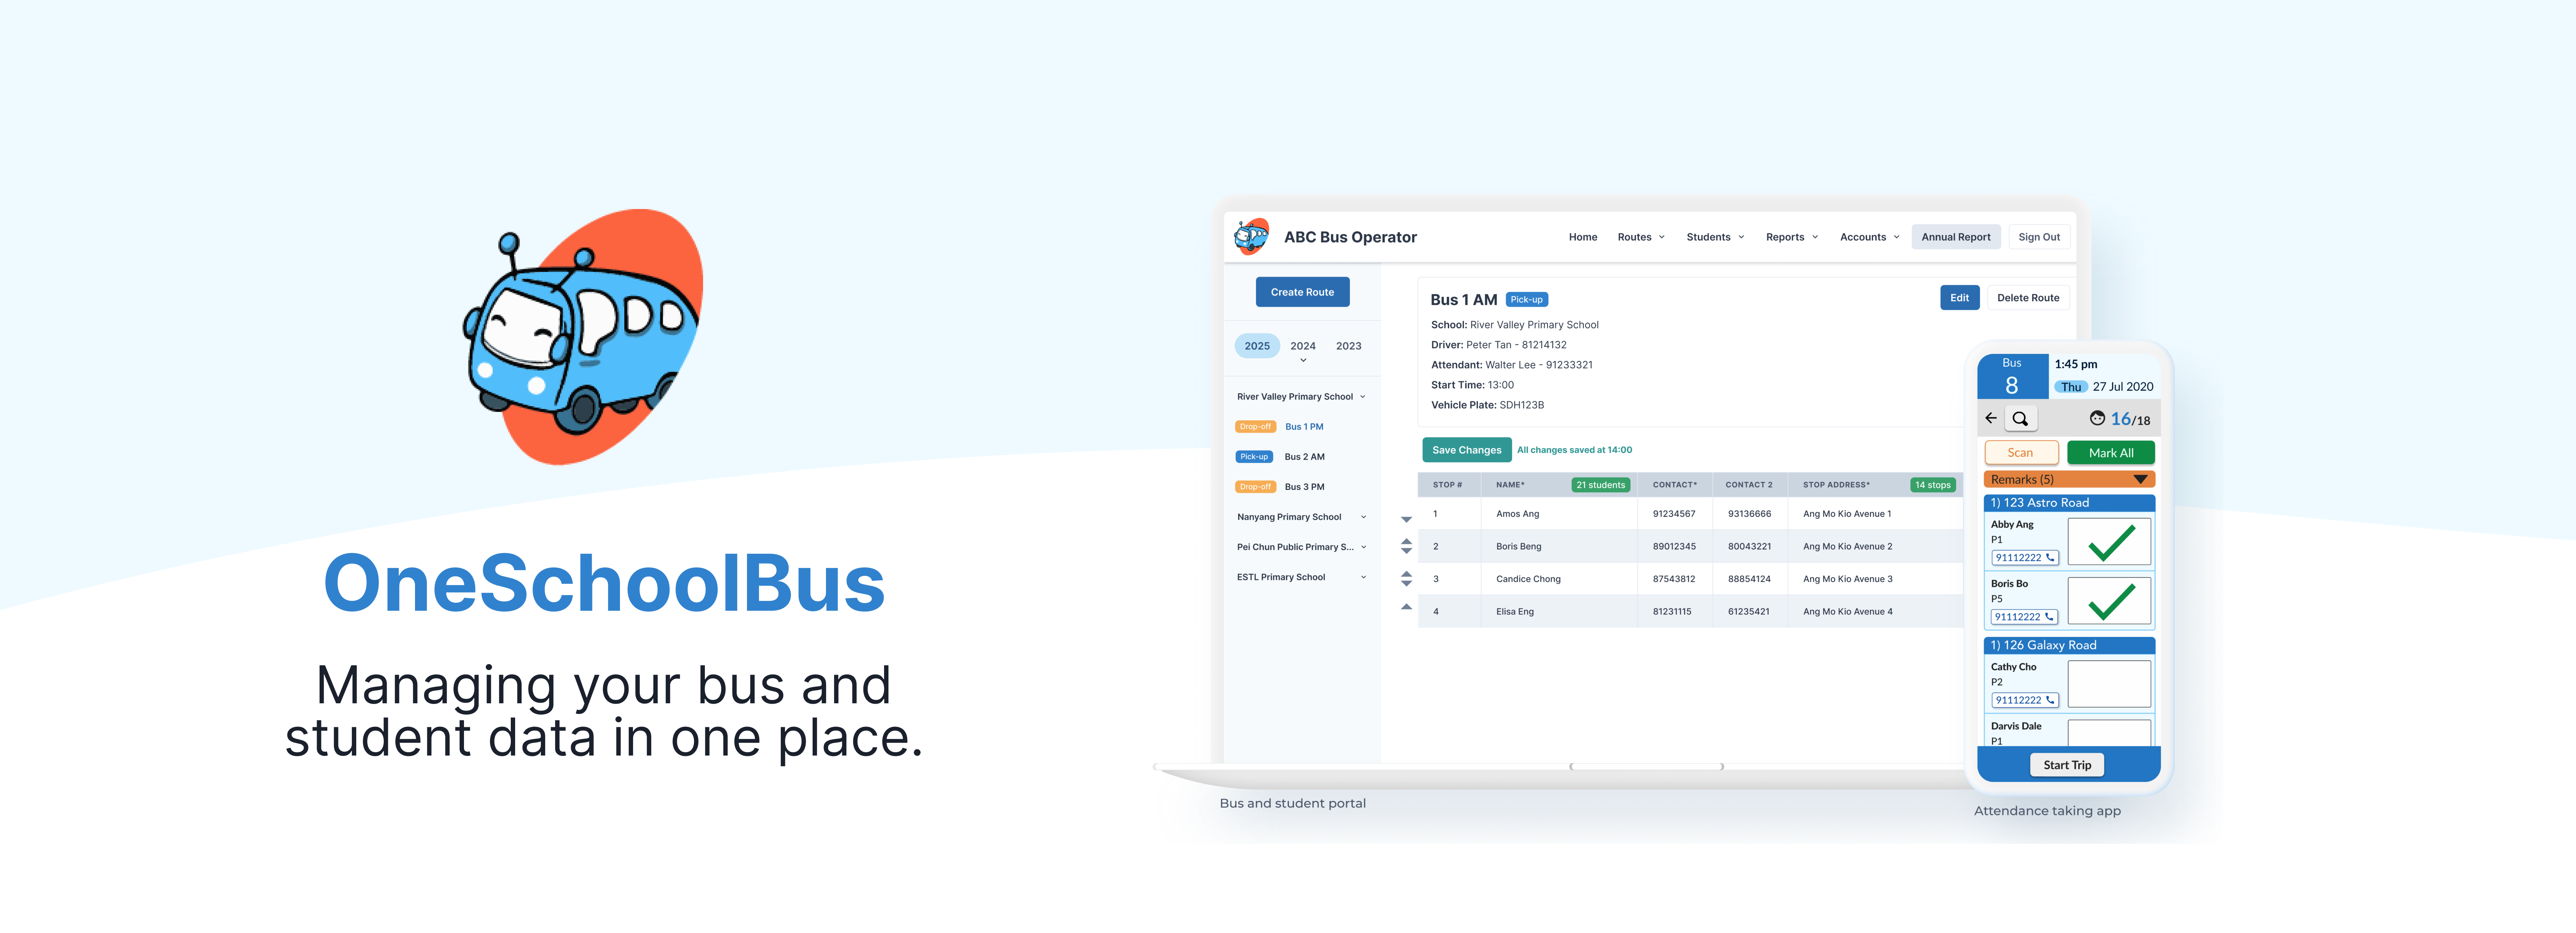 OneSchoolBus
Managing your bus and
student data in one place.
ABC Bus Operator
Home Routes Students Reports Accounts Annual Report Sign Out
Create Route
2025 2024 2023
River Valley Primary School
Drop-off Bus 1 PM
Pick-up Bus 2 AM
Drop-off Bus 3 PM
Nanyang Primary School
Pei Chun Public Primary S...
ESTL Primary School
Bus 1 AM Pick-up
Edit Delete Route
School: River Valley Primary School
Driver: Peter Tan - 81214132
Attendant: Walter Lee - 91233321
Start Time: 13:00
Vehicle Plate: SDH123B
Save Changes All changes saved at 14:00
STOP # NAME* 21 students CONTACT* CONTACT 2 STOP ADDRESS* 14 stops
1 Amos Ang 91234567 93136666 Ang Mo Kio Avenue 1
2 Boris Beng 89012345 80043221 Ang Mo Kio Avenue 2
3 Candice Chong 87543812 88854124 Ang Mo Kio Avenue 3
4 Elisa Eng 81231115 61235421 Ang Mo Kio Avenue 4
Bus and student portal
Bus
8
1:45 pm
Thu 27 Jul 2020
16/18
Scan Mark All
Remarks (5)
1) 123 Astro Road
Abby Ang
P1
91112222
Boris Bo
P5
91112222
1) 126 Galaxy Road
Cathy Cho
P2
91112222
Darvis Dale
P1
Start Trip
Attendance taking app